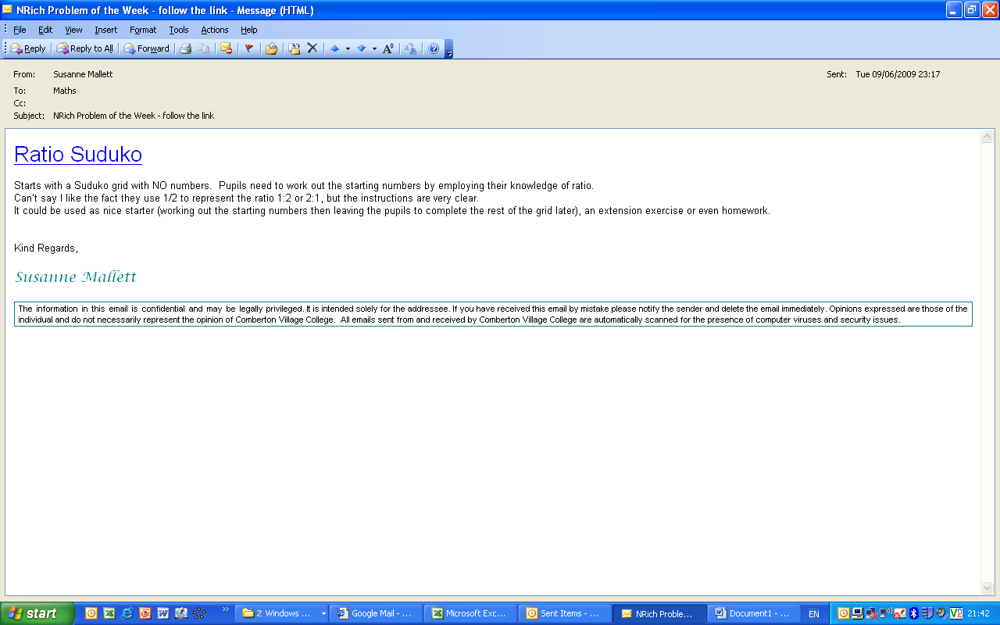 NRich Problem of the Week - follow the link - Message (HTML)
File Edit View Insert Format Tools Actions Help
Reply Reply to All Forward
From: Susanne Mallett Sent: Tue 09/06/2009 23:17
To: Maths
Cc:
Subject: NRich Problem of the Week - follow the link
Ratio Suduko
Starts with a Suduko grid with NO numbers. Pupils need to work out the starting numbers by employing their knowledge of ratio.
Can't say I like the fact they use 1/2 to represent the ratio 1:2 or 2:1, but the instructions are very clear.
It could be used as nice starter (working out the starting numbers then leaving the pupils to complete the rest of the grid later), an extension exercise or even homework.
Kind Regards,
Susanne Mallett
The information in this email is confidential and may be legally privileged. It is intended solely for the addressee. If you have received this email by mistake please notify the sender and delete the email immediately. Opinions expressed are those of the
individual and do not necessarily represent the opinion of Comberton Village College. All emails sent from and received by Comberton Village College are automatically scanned for the presence of computer viruses and security issues.
start 2 Windows ... Google Mail - ... Microsoft Exc... Sent Items - ... NRich Proble... Document1 - ... EN 21:42